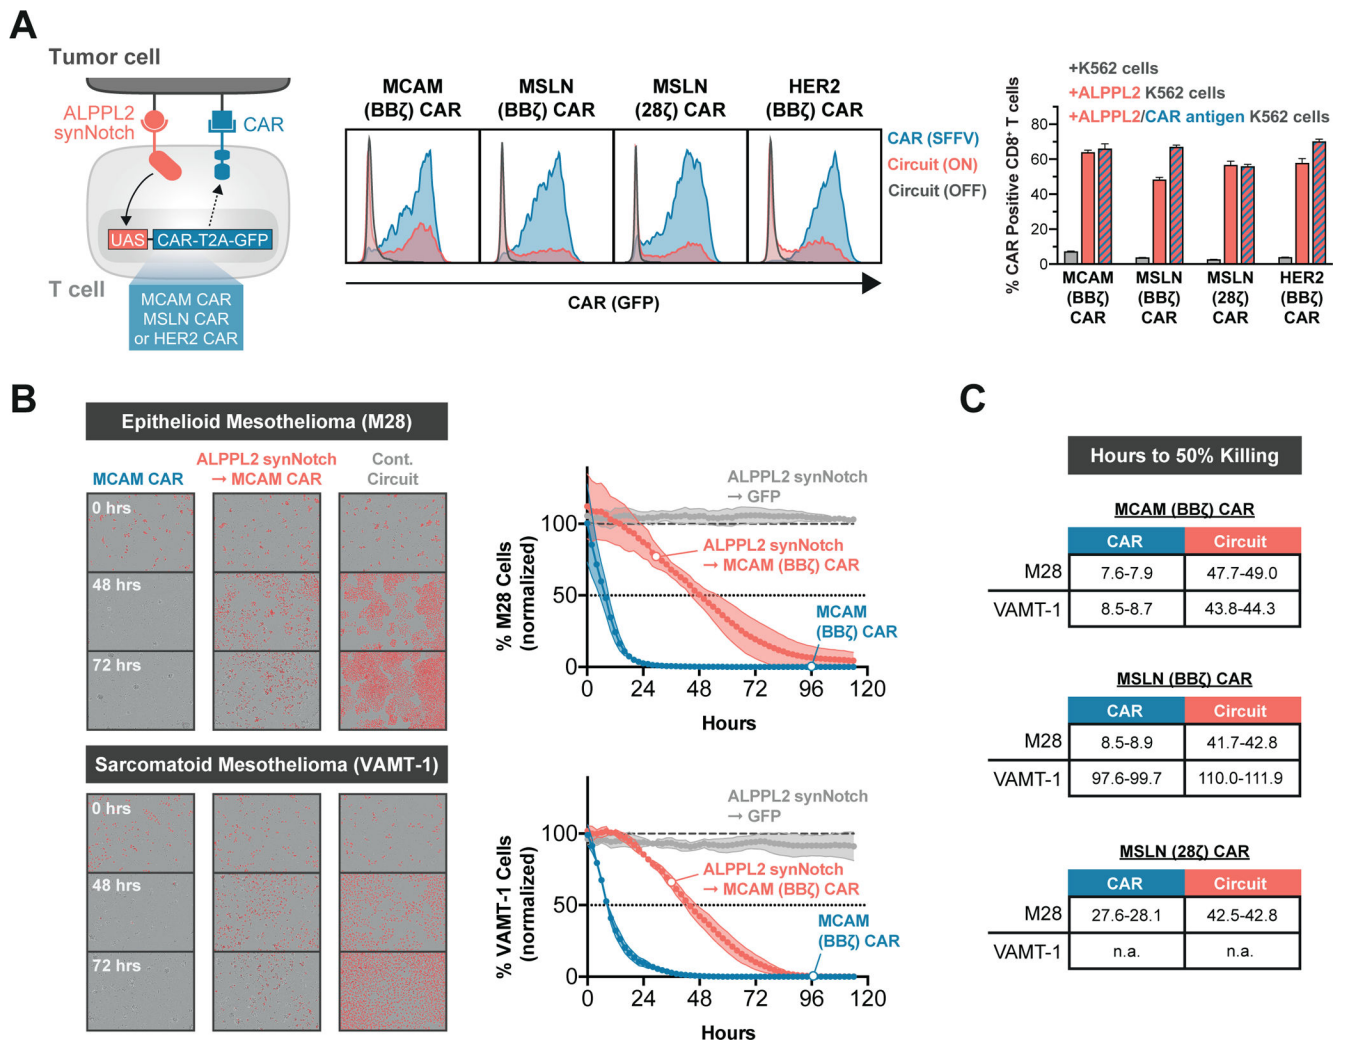 A
Tumor cell
ALPPL2
synNotch
CAR
UAS
CAR-T2A-GFP
T cell
MCAM CAR
MSLN CAR
or HER2 CAR
MCAM
(BBζ) CAR
MSLN
(BBζ) CAR
MSLN
(28ζ) CAR
HER2
(BBζ) CAR
CAR (SFFV)
Circuit (ON)
Circuit (OFF)
CAR (GFP)
+K562 cells
+ALPPL2 K562 cells
+ALPPL2/CAR antigen K562 cells
% CAR Positive CD8⁺ T cells
80
60
40
20
0
MCAM
(BBζ)
CAR
MSLN
(BBζ)
CAR
MSLN
(28ζ)
CAR
HER2
(BBζ)
CAR
B
Epithelioid Mesothelioma (M28)
MCAM CAR
ALPPL2 synNotch
→ MCAM CAR
Cont.
Circuit
0 hrs
48 hrs
72 hrs
% M28 Cells
(normalized)
100
50
0
0 24 48 72 96 120
Hours
ALPPL2 synNotch
→ GFP
ALPPL2 synNotch
→ MCAM (BBζ) CAR
MCAM
(BBζ) CAR
Sarcomatoid Mesothelioma (VAMT-1)
0 hrs
48 hrs
72 hrs
% VAMT-1 Cells
(normalized)
100
50
0
0 24 48 72 96 120
Hours
ALPPL2 synNotch
→ GFP
ALPPL2 synNotch
→ MCAM (BBζ) CAR
MCAM
(BBζ) CAR
C
Hours to 50% Killing
MCAM (BBζ) CAR
CAR Circuit
M28 7.6-7.9 47.7-49.0
VAMT-1 8.5-8.7 43.8-44.3
MSLN (BBζ) CAR
CAR Circuit
M28 8.5-8.9 41.7-42.8
VAMT-1 97.6-99.7 110.0-111.9
MSLN (28ζ) CAR
CAR Circuit
M28 27.6-28.1 42.5-42.8
VAMT-1 n.a. n.a.